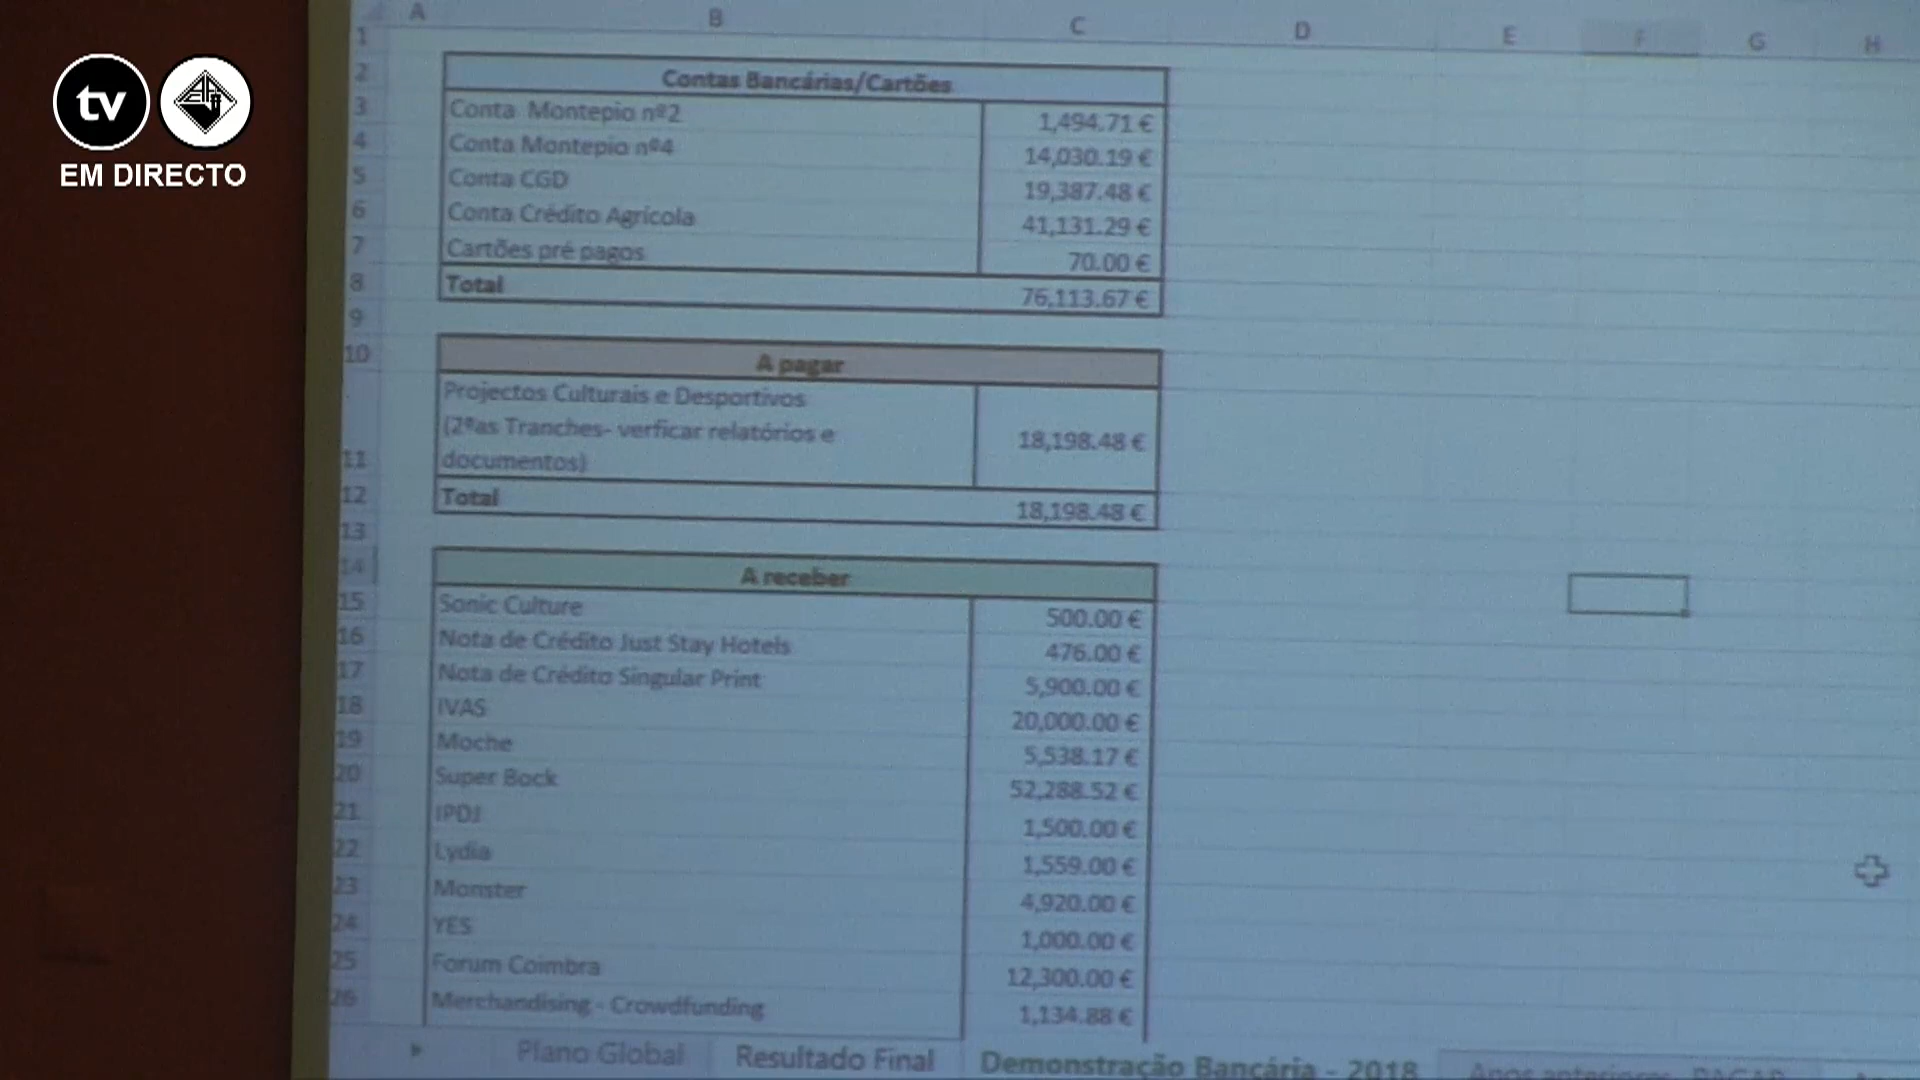 tv
EM DIRECTO
A B C D E F G H
1
2 Contas Bancárias/Cartões
3 Conta Montepio nº2 1,494.71 €
4 Conta Montepio nº4 14,030.19 €
5 Conta CGD 19,387.48 €
6 Conta Crédito Agrícola 41,131.29 €
7 Cartões pré pagos 70.00 €
8 Total 76,113.67 €
9
10 A pagar
Projectos Culturais e Desportivos
(2ªas Tranches- verficar relatórios e 18,198.48 €
11 documentos)
12 Total 18,198.48 €
13
14 A receber
15 Sonic Culture 500.00 €
16 Nota de Crédito Just Stay Hotels 476.00 €
17 Nota de Crédito Singular Print 5,900.00 €
18 IVAS 20,000.00 €
19 Moche 5,538.17 €
20 Super Bock 52,288.52 €
21 IPDJ 1,500.00 €
22 Lydia 1,559.00 €
23 Monster 4,920.00 €
24 YES 1,000.00 €
25 Forum Coimbra 12,300.00 €
26 Merchandising - Crowdfunding 1,134.88 €
Plano Global Resultado Final Demonstração Bancária - 2018 Anos anteriores- PAGAR